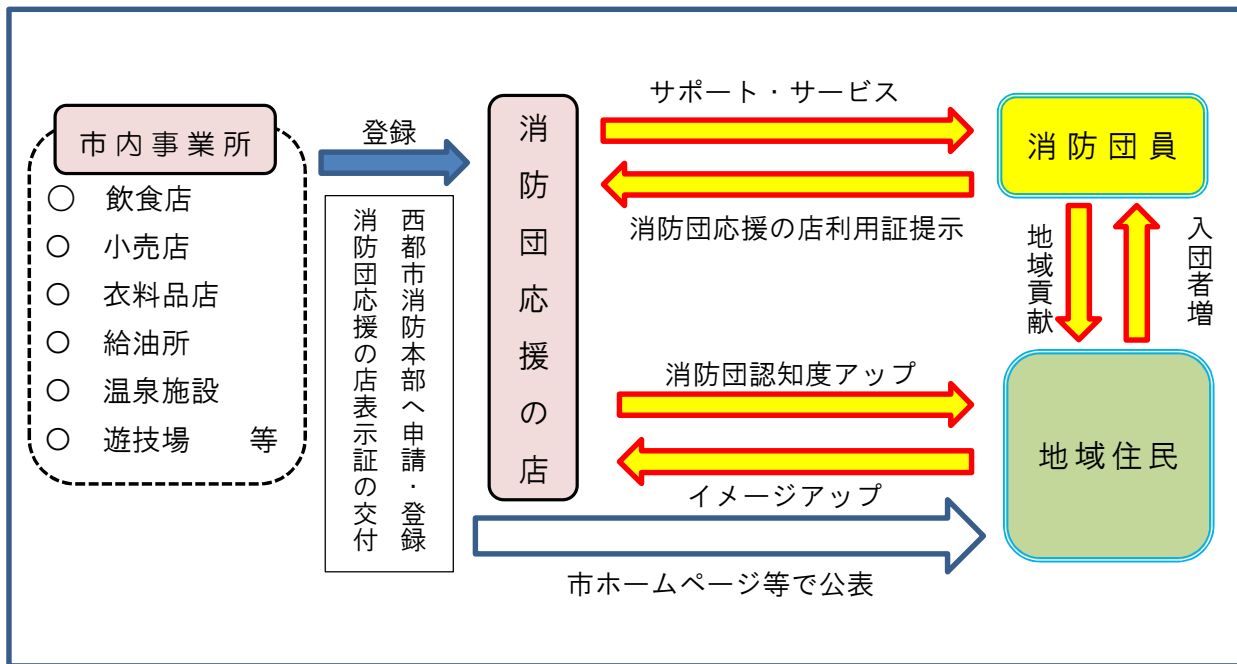 市内事業所
○　飲食店
○　小売店
○　衣料品店
○　給油所
○　温泉施設
○　遊技場　　等
登録
西都市消防本部へ申請・登録
消防団応援の店表示証の交付
消防団応援の店
サポート・サービス
消防団応援の店利用証提示
消防団員
地域貢献
入団者増
消防団認知度アップ
イメージアップ
地域住民
市ホームページ等で公表